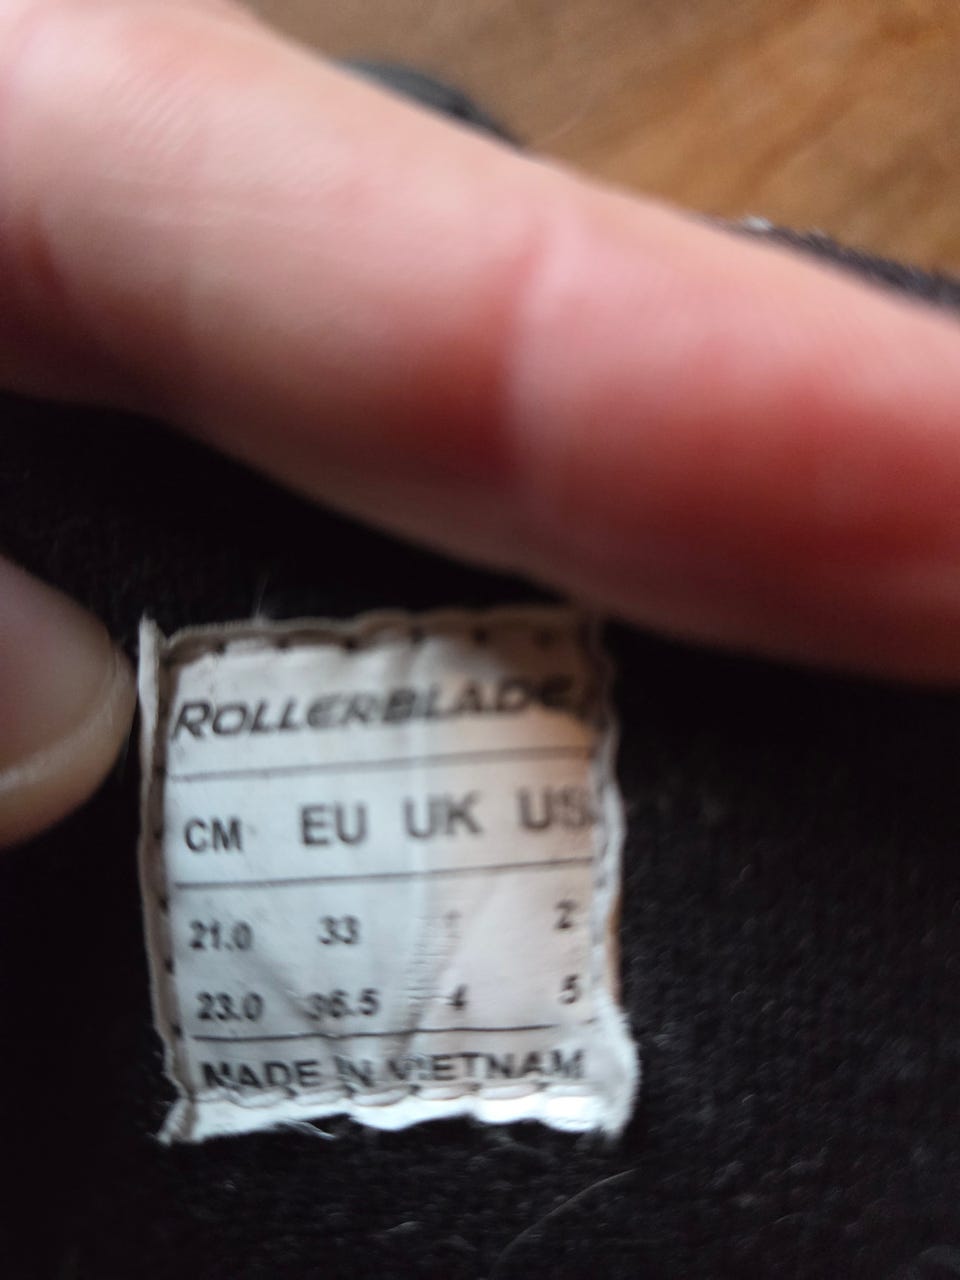 ROLLERBLADE
CM EU UK US
21.0 33 1 2
23.0 36.5 4 5
MADE IN VIETNAM